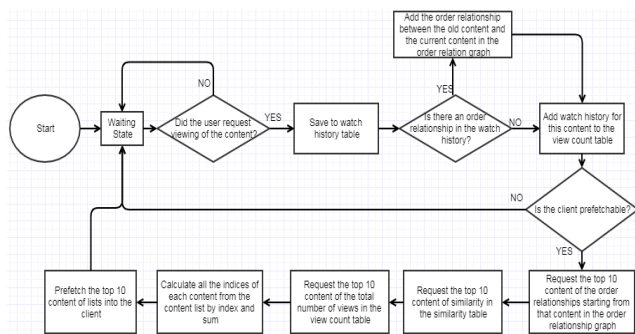 Add the order relationship
between the old content and
the current content in the
order relation graph
NO
YES
Start
Waiting
State
Did the user request
viewing of the content?
YES
Save to watch
history table
Is there an order
relationship in the watch
history?
NO
Add watch history for
this content to the
view count table
NO
Is the client prefetchable?
YES
Prefetch the top 10
content of lists into the
client
Calculate all the indices of
each content from the
content list by index and
sum
Request the top 10
content of the total
number of views in the
view count table
Request the top 10
content of similarity in
the similarity table
Request the top 10
content of the order
relationships starting from
that content in the order
relationship graph